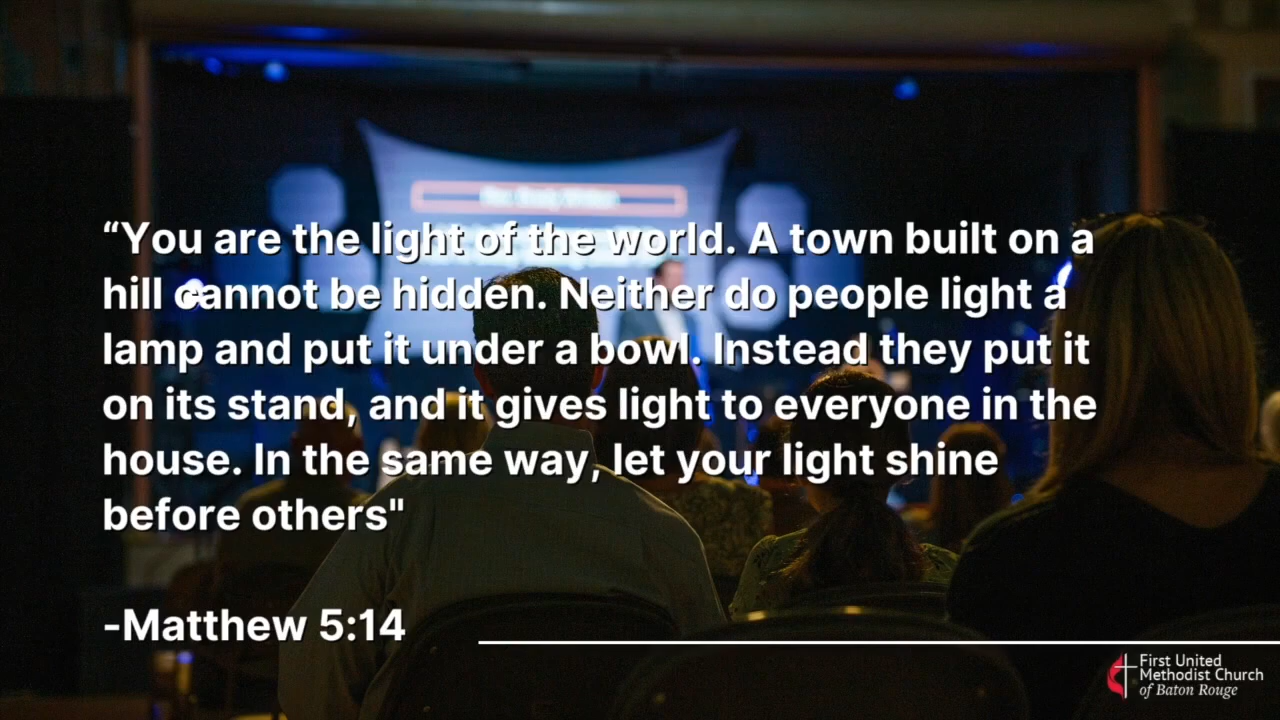 “You are the light of the world. A town built on a
hill cannot be hidden. Neither do people light a
lamp and put it under a bowl. Instead they put it
on its stand, and it gives light to everyone in the
house. In the same way, let your light shine
before others"
-Matthew 5:14
First United
Methodist Church
of Baton Rouge